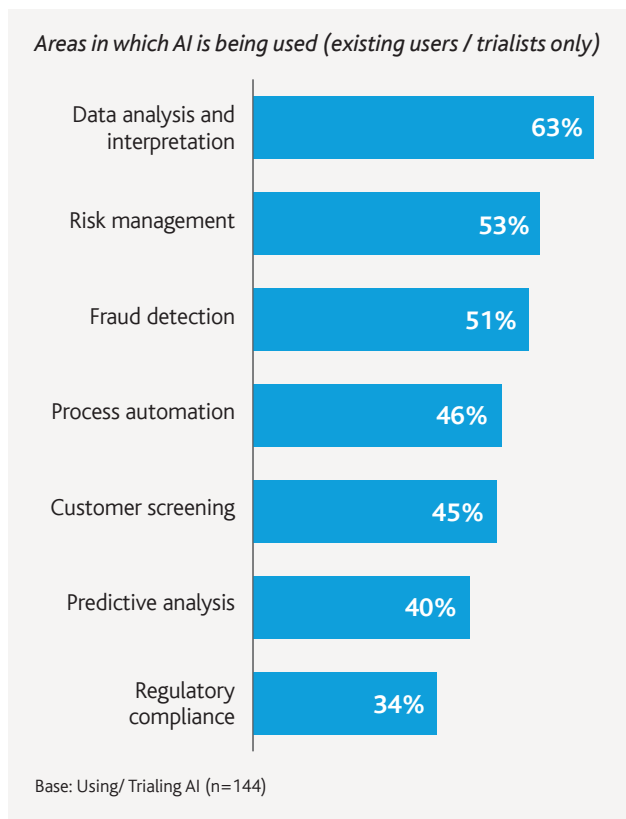 Areas in which AI is being used (existing users / trialists only)
Data analysis and
interpretation
63%
Risk management
53%
Fraud detection
51%
Process automation
46%
Customer screening
45%
Predictive analysis
40%
Regulatory
compliance
34%
Base: Using/ Trialing AI (n=144)